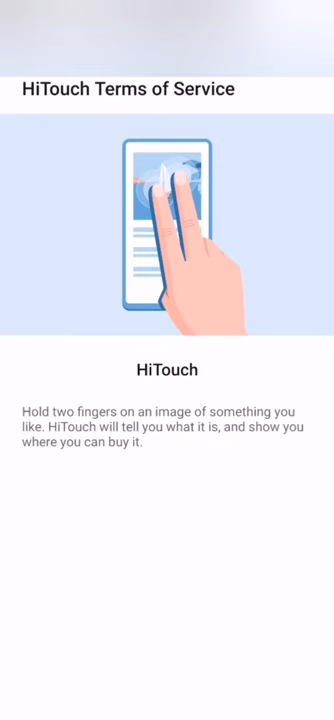 HiTouch Terms of Service
HiTouch
Hold two fingers on an image of something you
like. HiTouch will tell you what it is, and show you
where you can buy it.